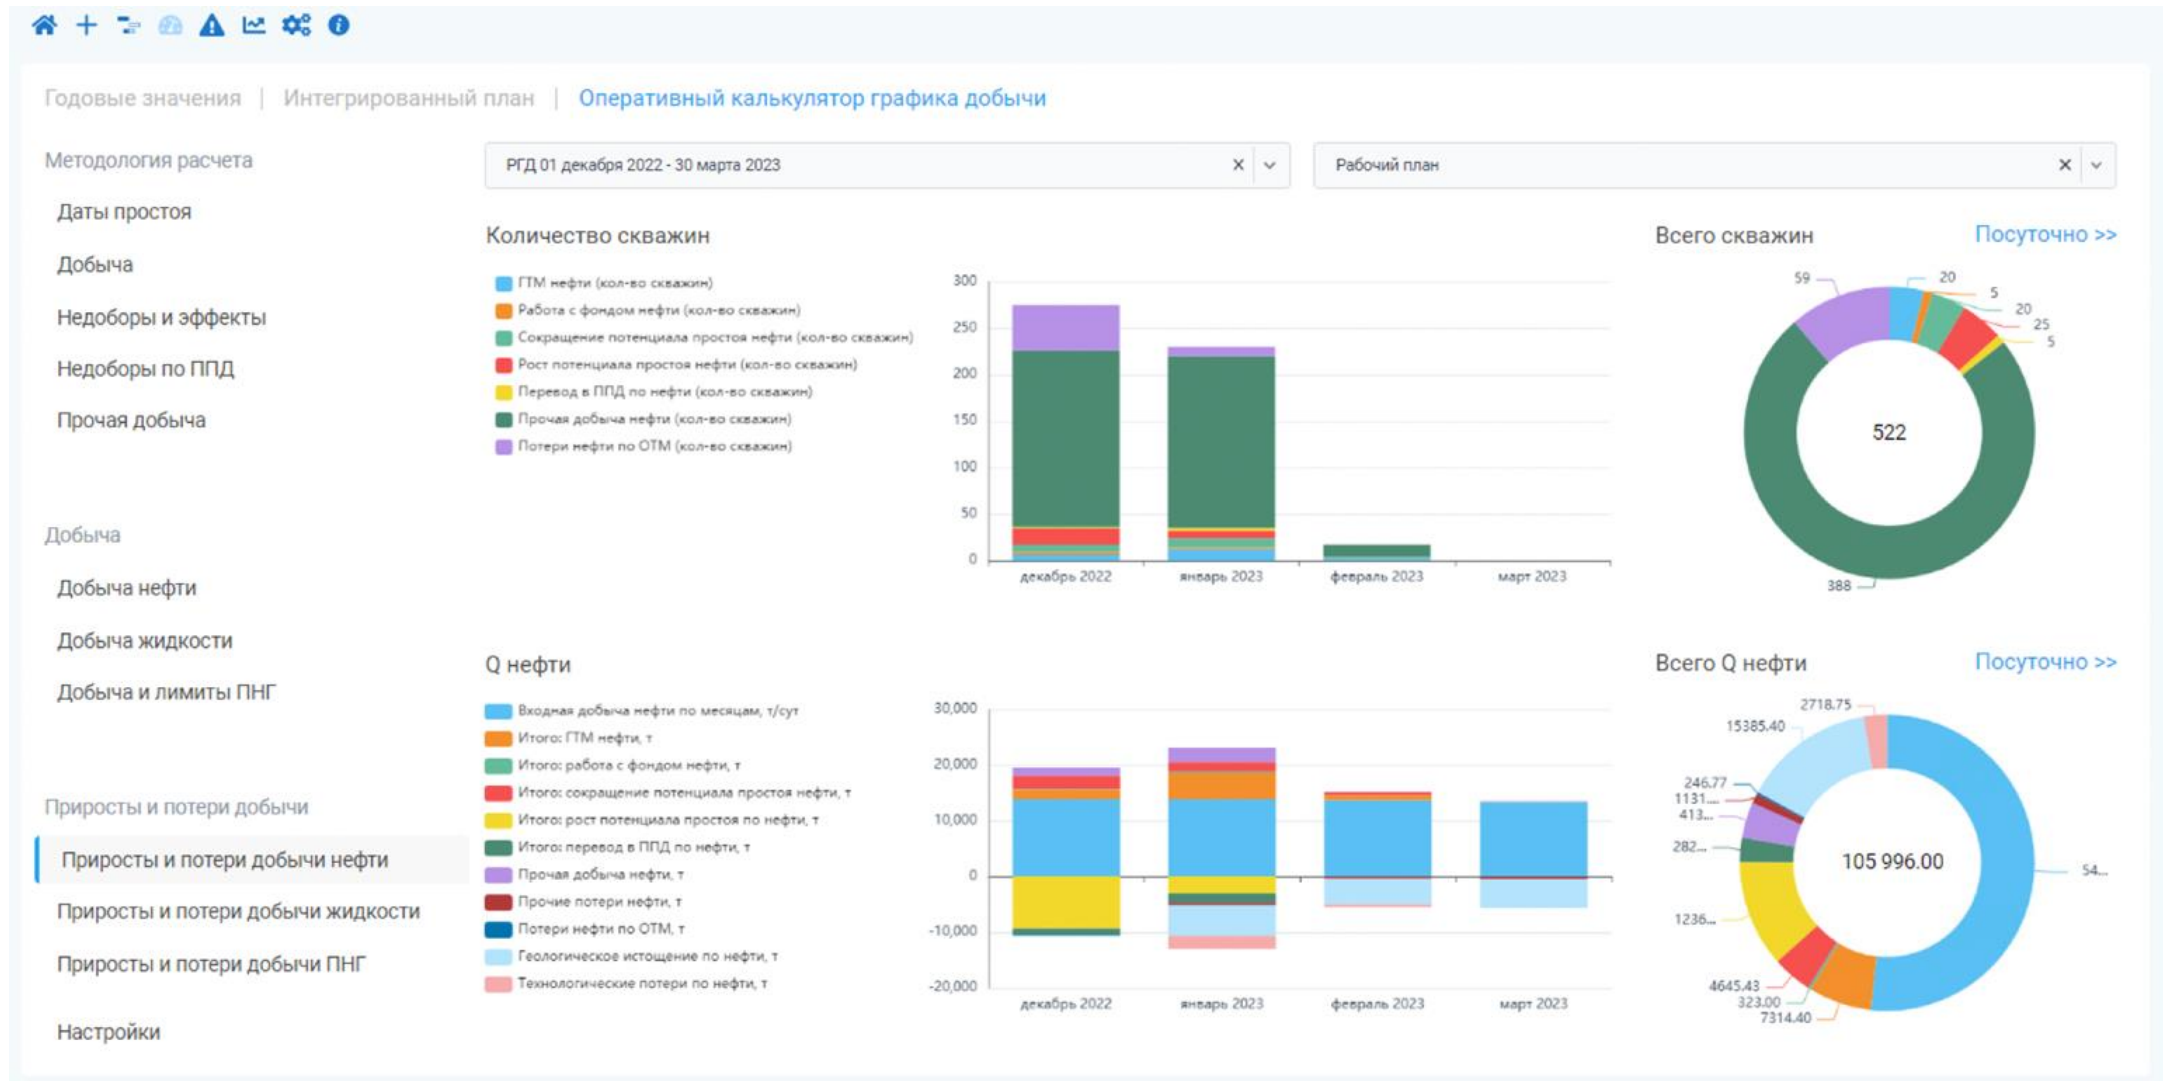 Годовые значения | Интегрированный план | Оперативный калькулятор графика добычи
Методология расчета
Даты простоя
Добыча
Недоборы и эффекты
Недоборы по ППД
Прочая добыча
Добыча
Добыча нефти
Добыча жидкости
Добыча и лимиты ПНГ
Приросты и потери добычи
Приросты и потери добычи нефти
Приросты и потери добычи жидкости
Приросты и потери добычи ПНГ
Настройки
РГД 01 декабря 2022 - 30 марта 2023
Рабочий план
Количество скважин
ГТМ нефти (кол-во скважин)
Работа с фондом нефти (кол-во скважин)
Сокращение потенциала простоя нефти (кол-во скважин)
Рост потенциала простоя нефти (кол-во скважин)
Перевод в ППД по нефти (кол-во скважин)
Прочая добыча нефти (кол-во скважин)
Потери нефти по ОТМ (кол-во скважин)
300
250
200
150
100
50
0
декабрь 2022
январь 2023
февраль 2023
март 2023
Всего скважин
Посуточно >>
59
20
5
20
25
5
522
388
Q нефти
Входная добыча нефти по месяцам, т/сут
Итого: ГТМ нефти, т
Итого: работа с фондом нефти, т
Итого: сокращение потенциала простоя нефти, т
Итого: рост потенциала простоя по нефти, т
Итого: перевод в ППД по нефти, т
Прочая добыча нефти, т
Прочие потери нефти, т
Потери нефти по ОТМ, т
Геологическое истощение по нефти, т
Технологические потери по нефти, т
30,000
20,000
10,000
0
-10,000
-20,000
декабрь 2022
январь 2023
февраль 2023
март 2023
Всего Q нефти
Посуточно >>
2718.75
15385.40
246.77
1131....
413...
282...
105 996.00
54...
1236...
4645.43
323.00
7314.40